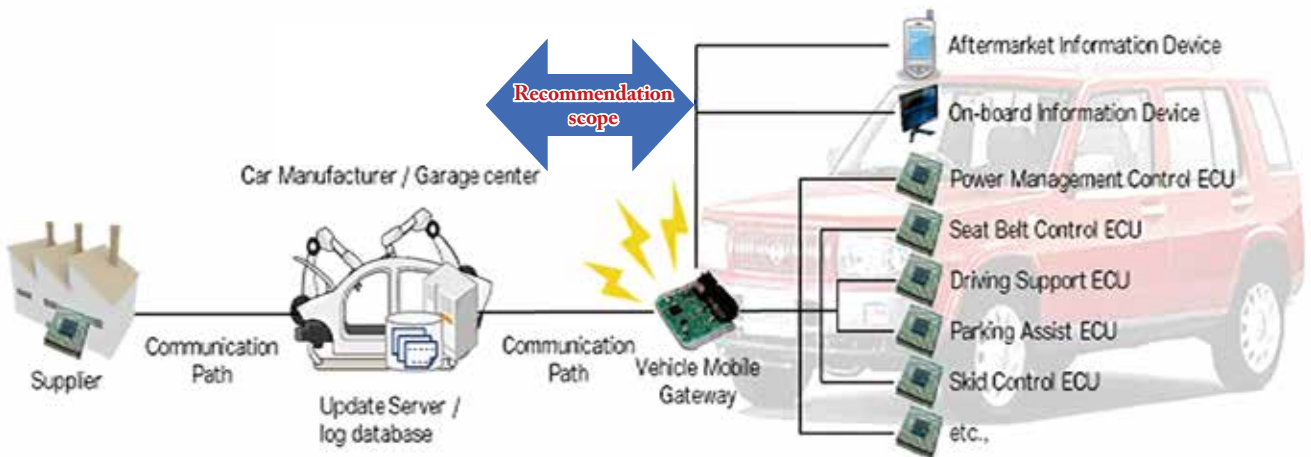 Recommendation
scope
Aftermarket Information Device
On-board Information Device
Car Manufacturer / Garage center
Power Management Control ECU
Seat Belt Control ECU
Driving Support ECU
Parking Assist ECU
Skid Control ECU
etc.,
Supplier
Communication
Path
Update Server /
log database
Communication
Path
Vehicle Mobile
Gateway